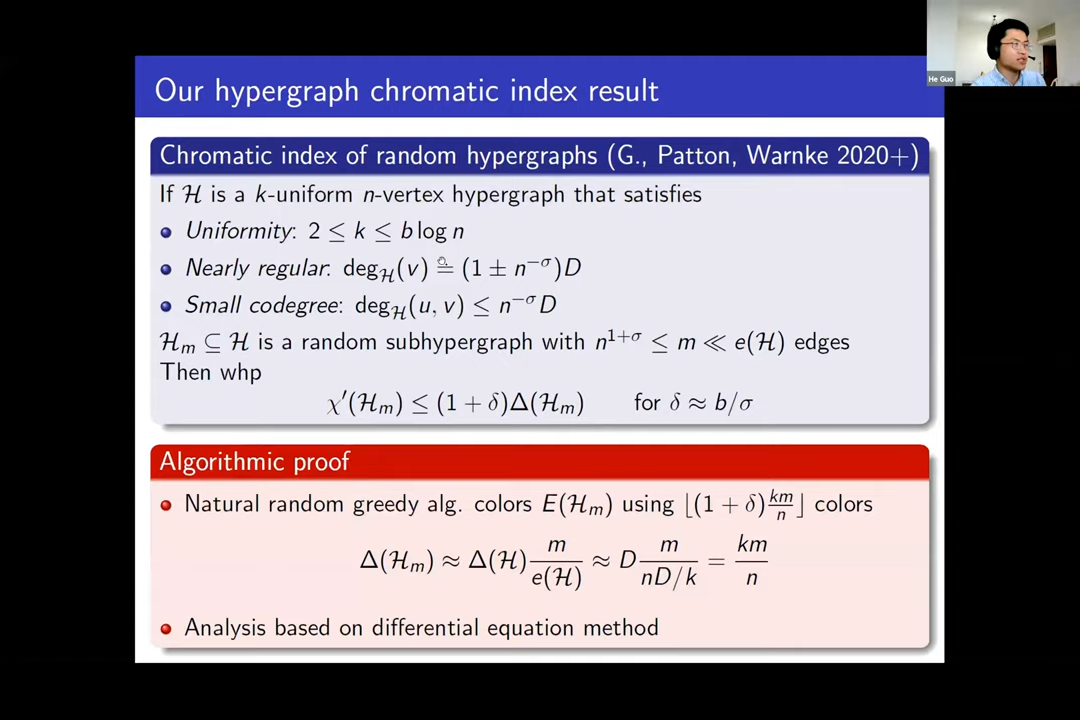 He Guo
Our hypergraph chromatic index result
Chromatic index of random hypergraphs (G., Patton, Warnke 2020+)
If ℋ is a k-uniform n-vertex hypergraph that satisfies
• Uniformity: 2 ≤ k ≤ b log n
• Nearly regular: deg_ℋ(v) = (1 ± n^{−σ})D
• Small codegree: deg_ℋ(u, v) ≤ n^{−σ}D
ℋ_m ⊆ ℋ is a random subhypergraph with n^{1+σ} ≤ m ≪ e(ℋ) edges
Then whp
χ′(ℋ_m) ≤ (1 + δ)Δ(ℋ_m) for δ ≈ b/σ
Algorithmic proof
• Natural random greedy alg. colors E(ℋ_m) using ⌊(1 + δ)km/n⌋ colors
Δ(ℋ_m) ≈ Δ(ℋ) m/e(ℋ) ≈ D m/(nD/k) = km/n
• Analysis based on differential equation method